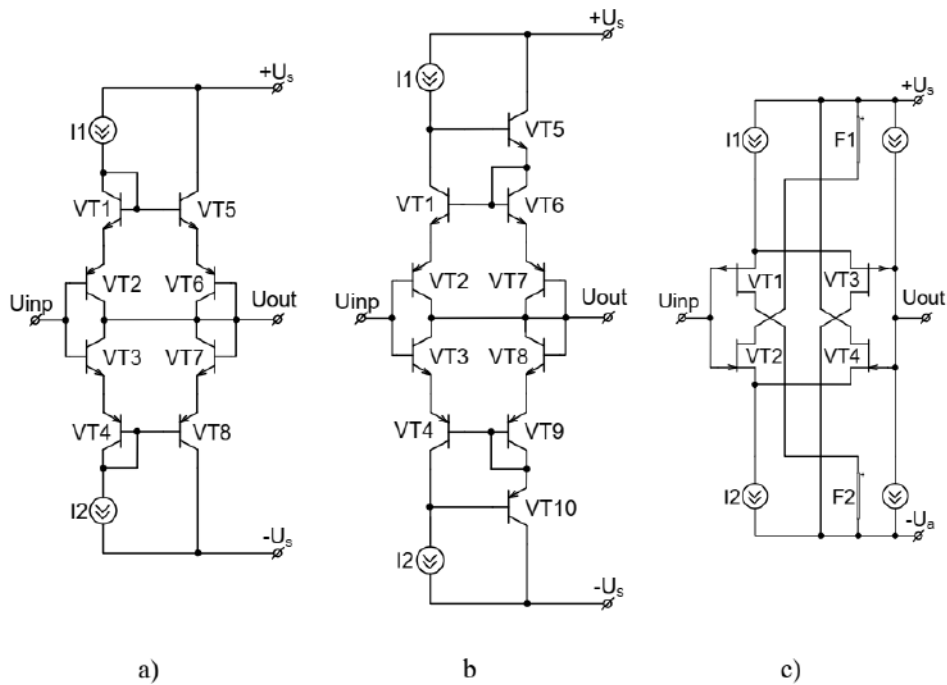 +Us
I1
VT1
VT5
VT2
VT6
Uinp
Uout
VT3
VT7
VT4
VT8
I2
-Us
a)
+Us
I1
VT5
VT1
VT6
VT2
VT7
Uinp
Uout
VT3
VT8
VT4
VT9
VT10
I2
-Us
b
+Us
I1
F1
VT1
VT3
Uinp
Uout
VT2
VT4
I2
F2
-Ua
c)